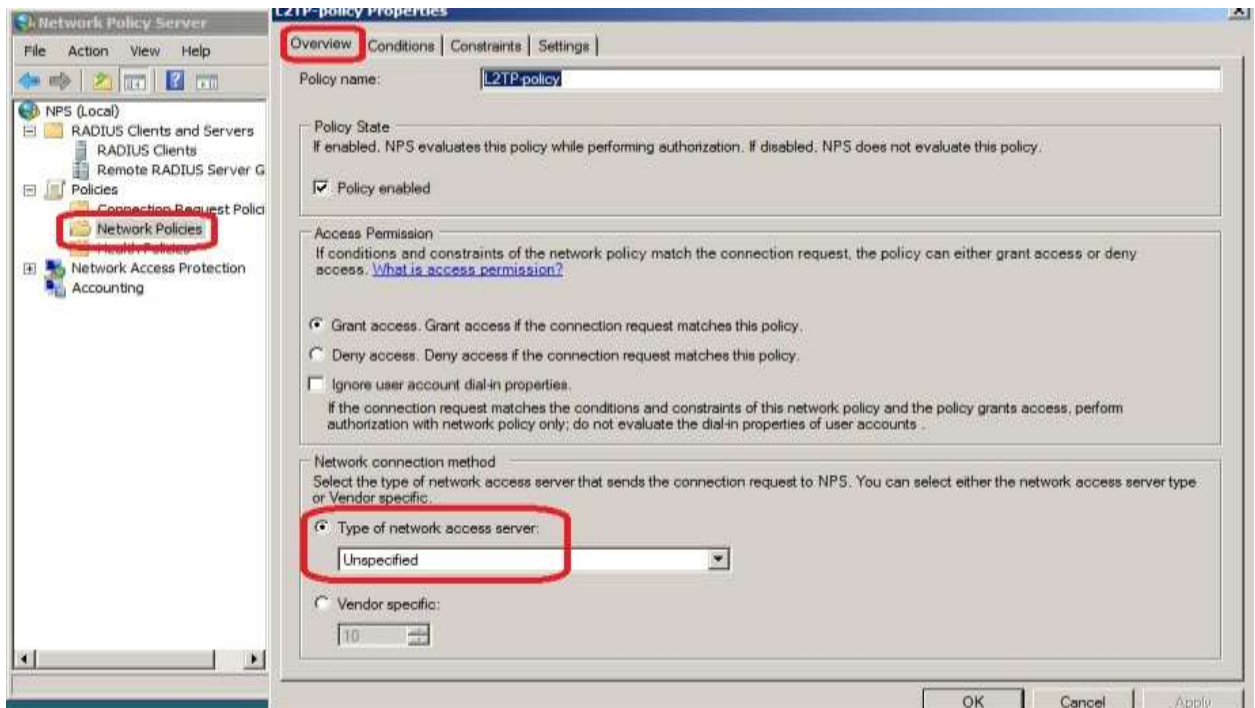 Network Policy Server
File Action View Help
NPS (Local)
RADIUS Clients and Servers
RADIUS Clients
Remote RADIUS Server G
Policies
Connection Request Polici
Network Policies
Health Policies
Network Access Protection
Accounting
L2TP-policy Properties
Overview Conditions Constraints Settings
Policy name: L2TP-policy
Policy State
If enabled, NPS evaluates this policy while performing authorization. If disabled, NPS does not evaluate this policy.
Policy enabled
Access Permission
If conditions and constraints of the network policy match the connection request, the policy can either grant access or deny
access. What is access permission?
Grant access. Grant access if the connection request matches this policy.
Deny access. Deny access if the connection request matches this policy.
Ignore user account dial-in properties.
If the connection request matches the conditions and constraints of this network policy and the policy grants access, perform
authorization with network policy only; do not evaluate the dial-in properties of user accounts .
Network connection method
Select the type of network access server that sends the connection request to NPS. You can select either the network access server type
or Vendor specific.
Type of network access server:
Unspecified
Vendor specific:
10
OK Cancel Apply